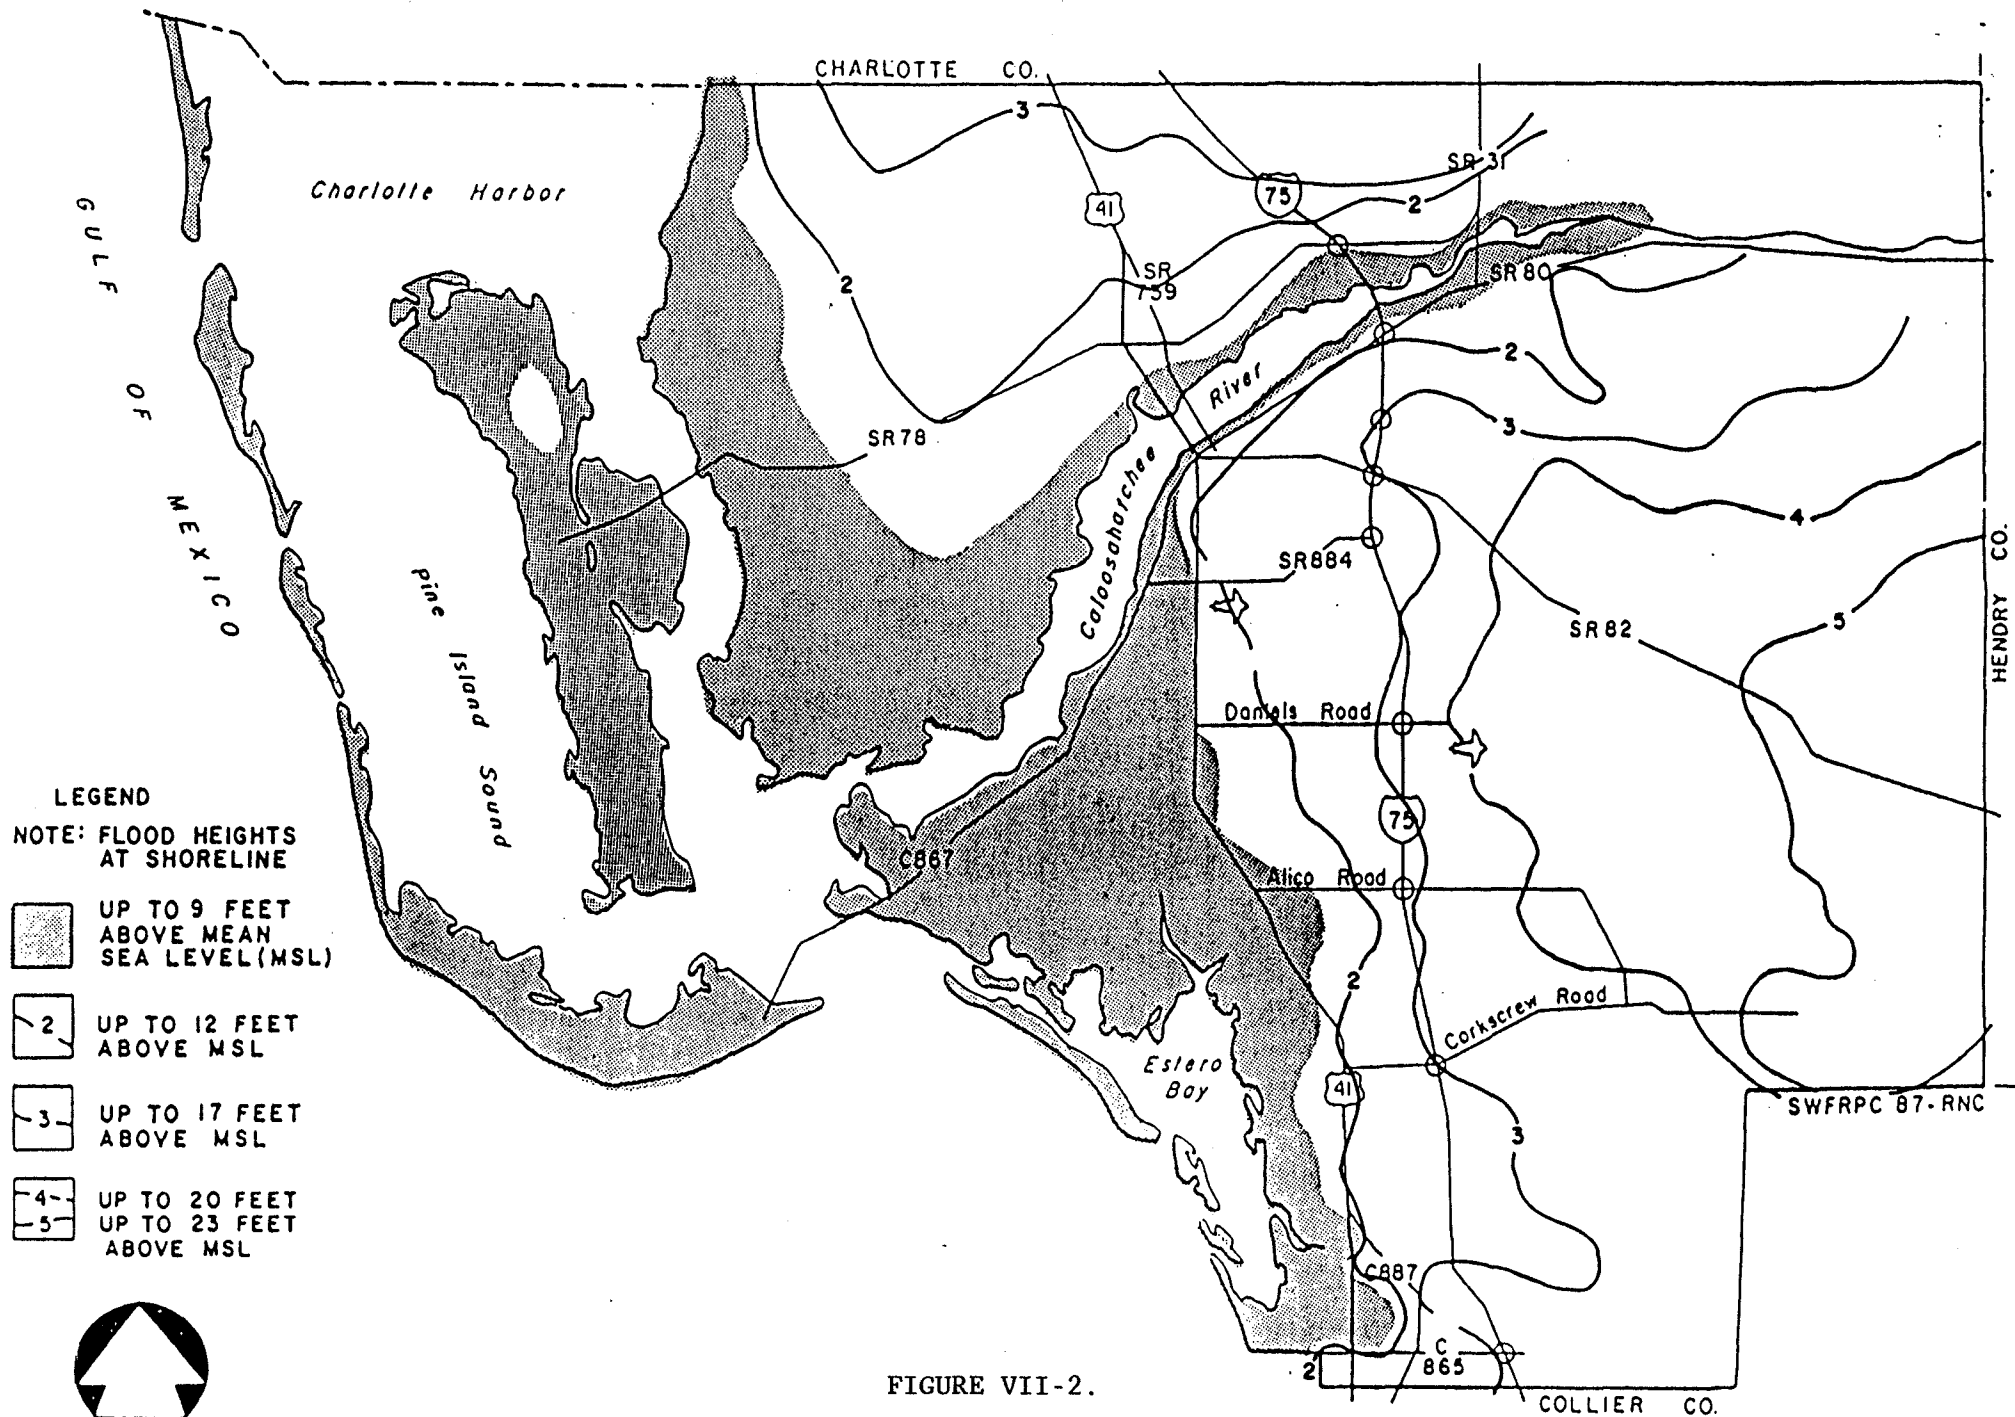 CHARLOTTE CO.
3
Charlotte Harbor
GULF
OF
MEXICO
SR 31
75
41
2
SR
739
2
SR 80
2
River
Caloosahatchee
SR78
3
4
SR884
SR 82
5
HENDRY CO.
Pine Island Sound
Daniels Road
75
C867
Alico Road
2
Corkscrew Road
Estero
Bay
41
SWFRPC 87-RNC
3
C887
C
865
2
COLLIER CO.
LEGEND
NOTE: FLOOD HEIGHTS
AT SHORELINE
UP TO 9 FEET
ABOVE MEAN
SEA LEVEL (MSL)
2
UP TO 12 FEET
ABOVE MSL
3
UP TO 17 FEET
ABOVE MSL
4
UP TO 20 FEET
5
UP TO 23 FEET
ABOVE MSL
FIGURE VII-2.